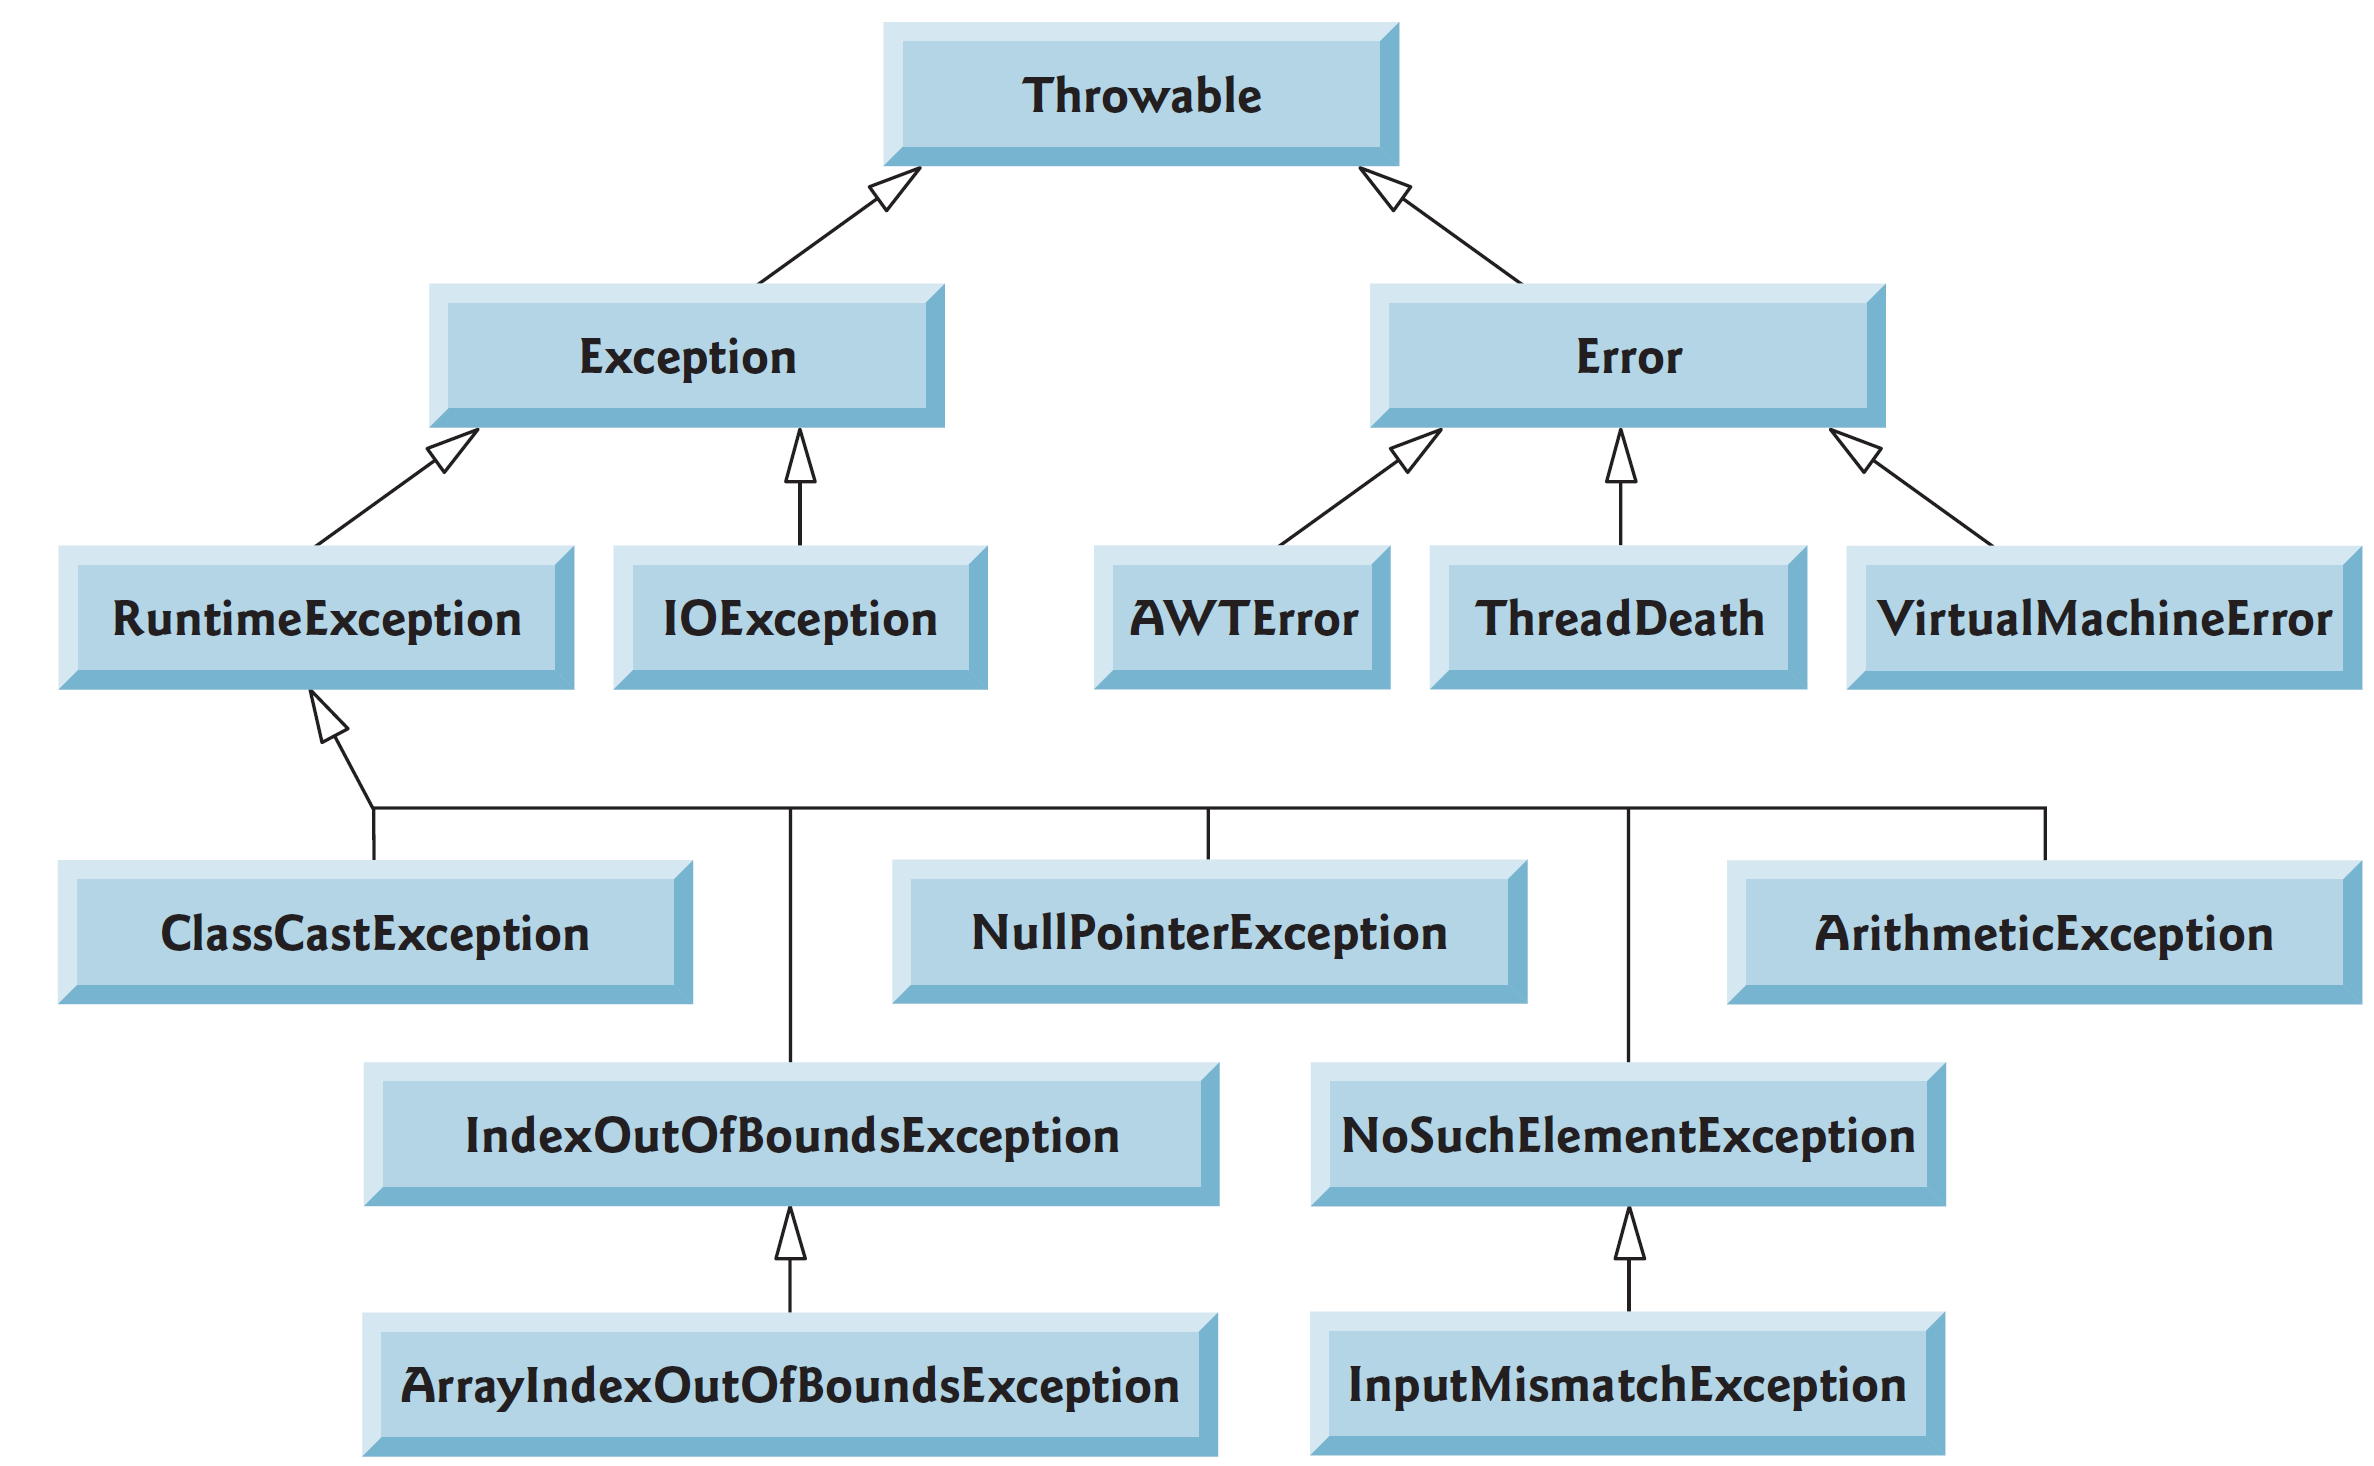 Throwable
Exception
Error
RuntimeException
IOException
AWTError
ThreadDeath
VirtualMachineError
ClassCastException
NullPointerException
ArithmeticException
IndexOutOfBoundsException
NoSuchElementException
ArrayIndexOutOfBoundsException
InputMismatchException